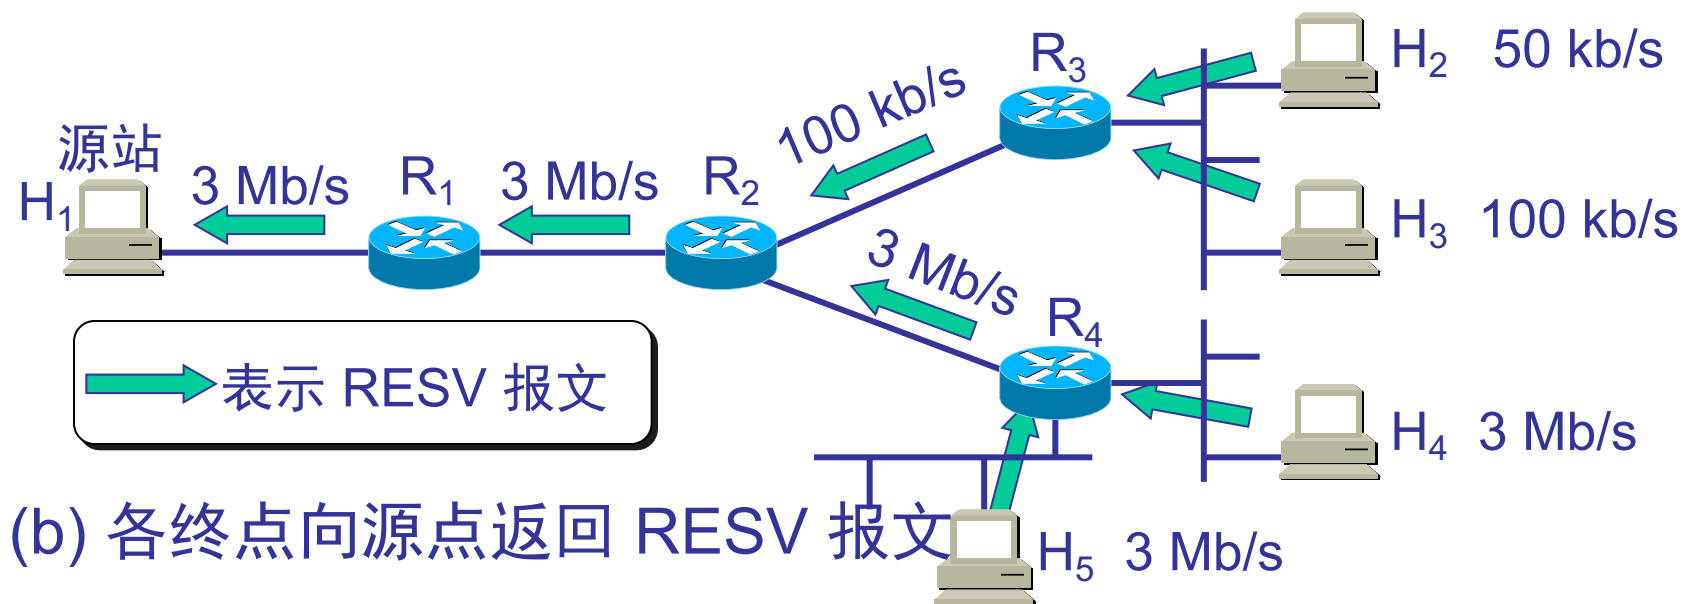 源站
H1
3 Mb/s
R1
3 Mb/s
R2
100 kb/s
3 Mb/s
R3
R4
H2 50 kb/s
H3 100 kb/s
H4 3 Mb/s
H5 3 Mb/s
表示 RESV 报文
(b) 各终点向源点返回 RESV 报文